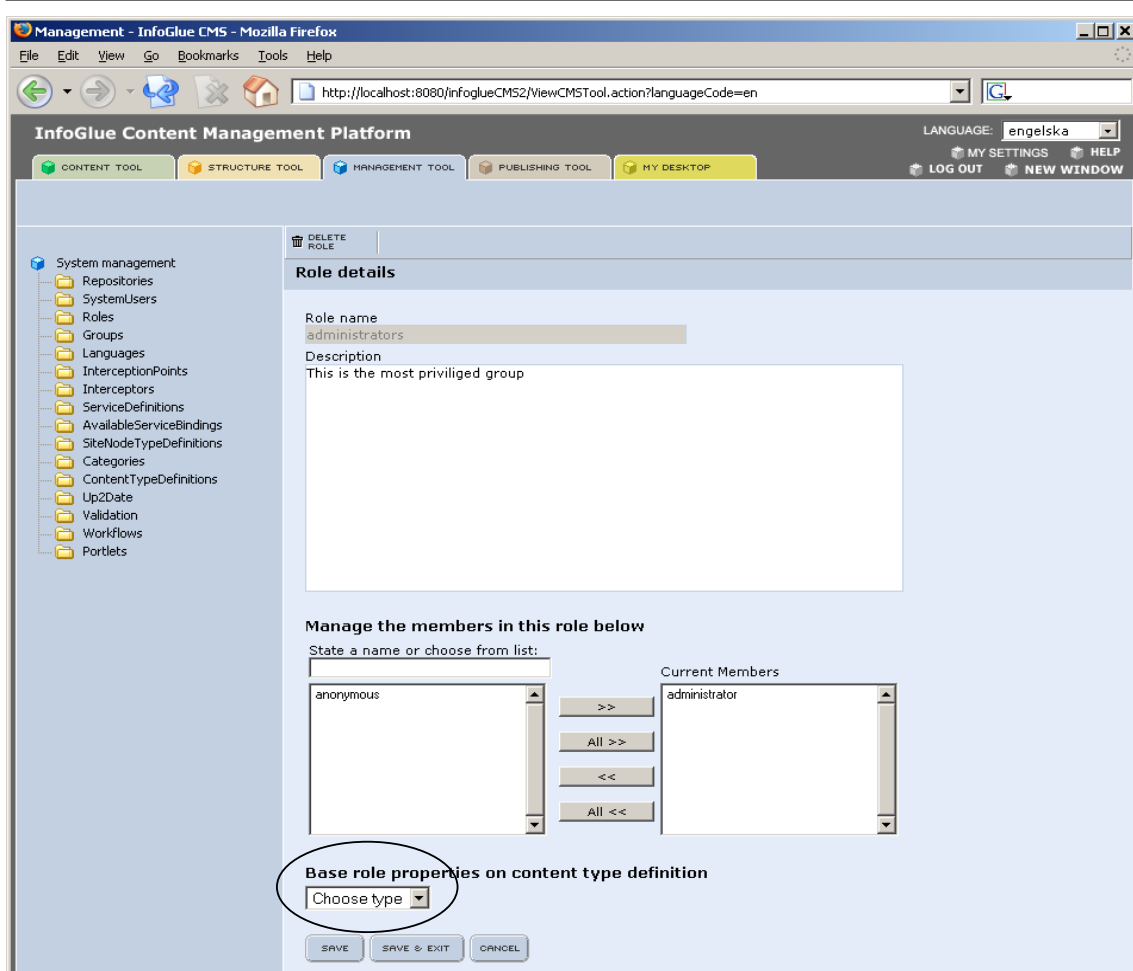 Management - InfoGlue CMS - Mozilla Firefox
File Edit View Go Bookmarks Tools Help
http://localhost:8080/infoglueCMS2/ViewCMSTool.action?languageCode=en
G
InfoGlue Content Management Platform
LANGUAGE: engelska
MY SETTINGS HELP
LOG OUT NEW WINDOW
CONTENT TOOL STRUCTURE TOOL MANAGEMENT TOOL PUBLISHING TOOL MY DESKTOP
DELETE
ROLE
System management
Repositories
SystemUsers
Roles
Groups
Languages
InterceptionPoints
Interceptors
ServiceDefinitions
AvailableServiceBindings
SiteNodeTypeDefinitions
Categories
ContentTypeDefinitions
Up2Date
Validation
Workflows
Portlets
Role details
Role name
administrators
Description
This is the most priviliged group
Manage the members in this role below
State a name or choose from list:
Current Members
anonymous
>>
All >>
<<
All <<
administrator
Base role properties on content type definition
Choose type
SAVE SAVE & EXIT CANCEL